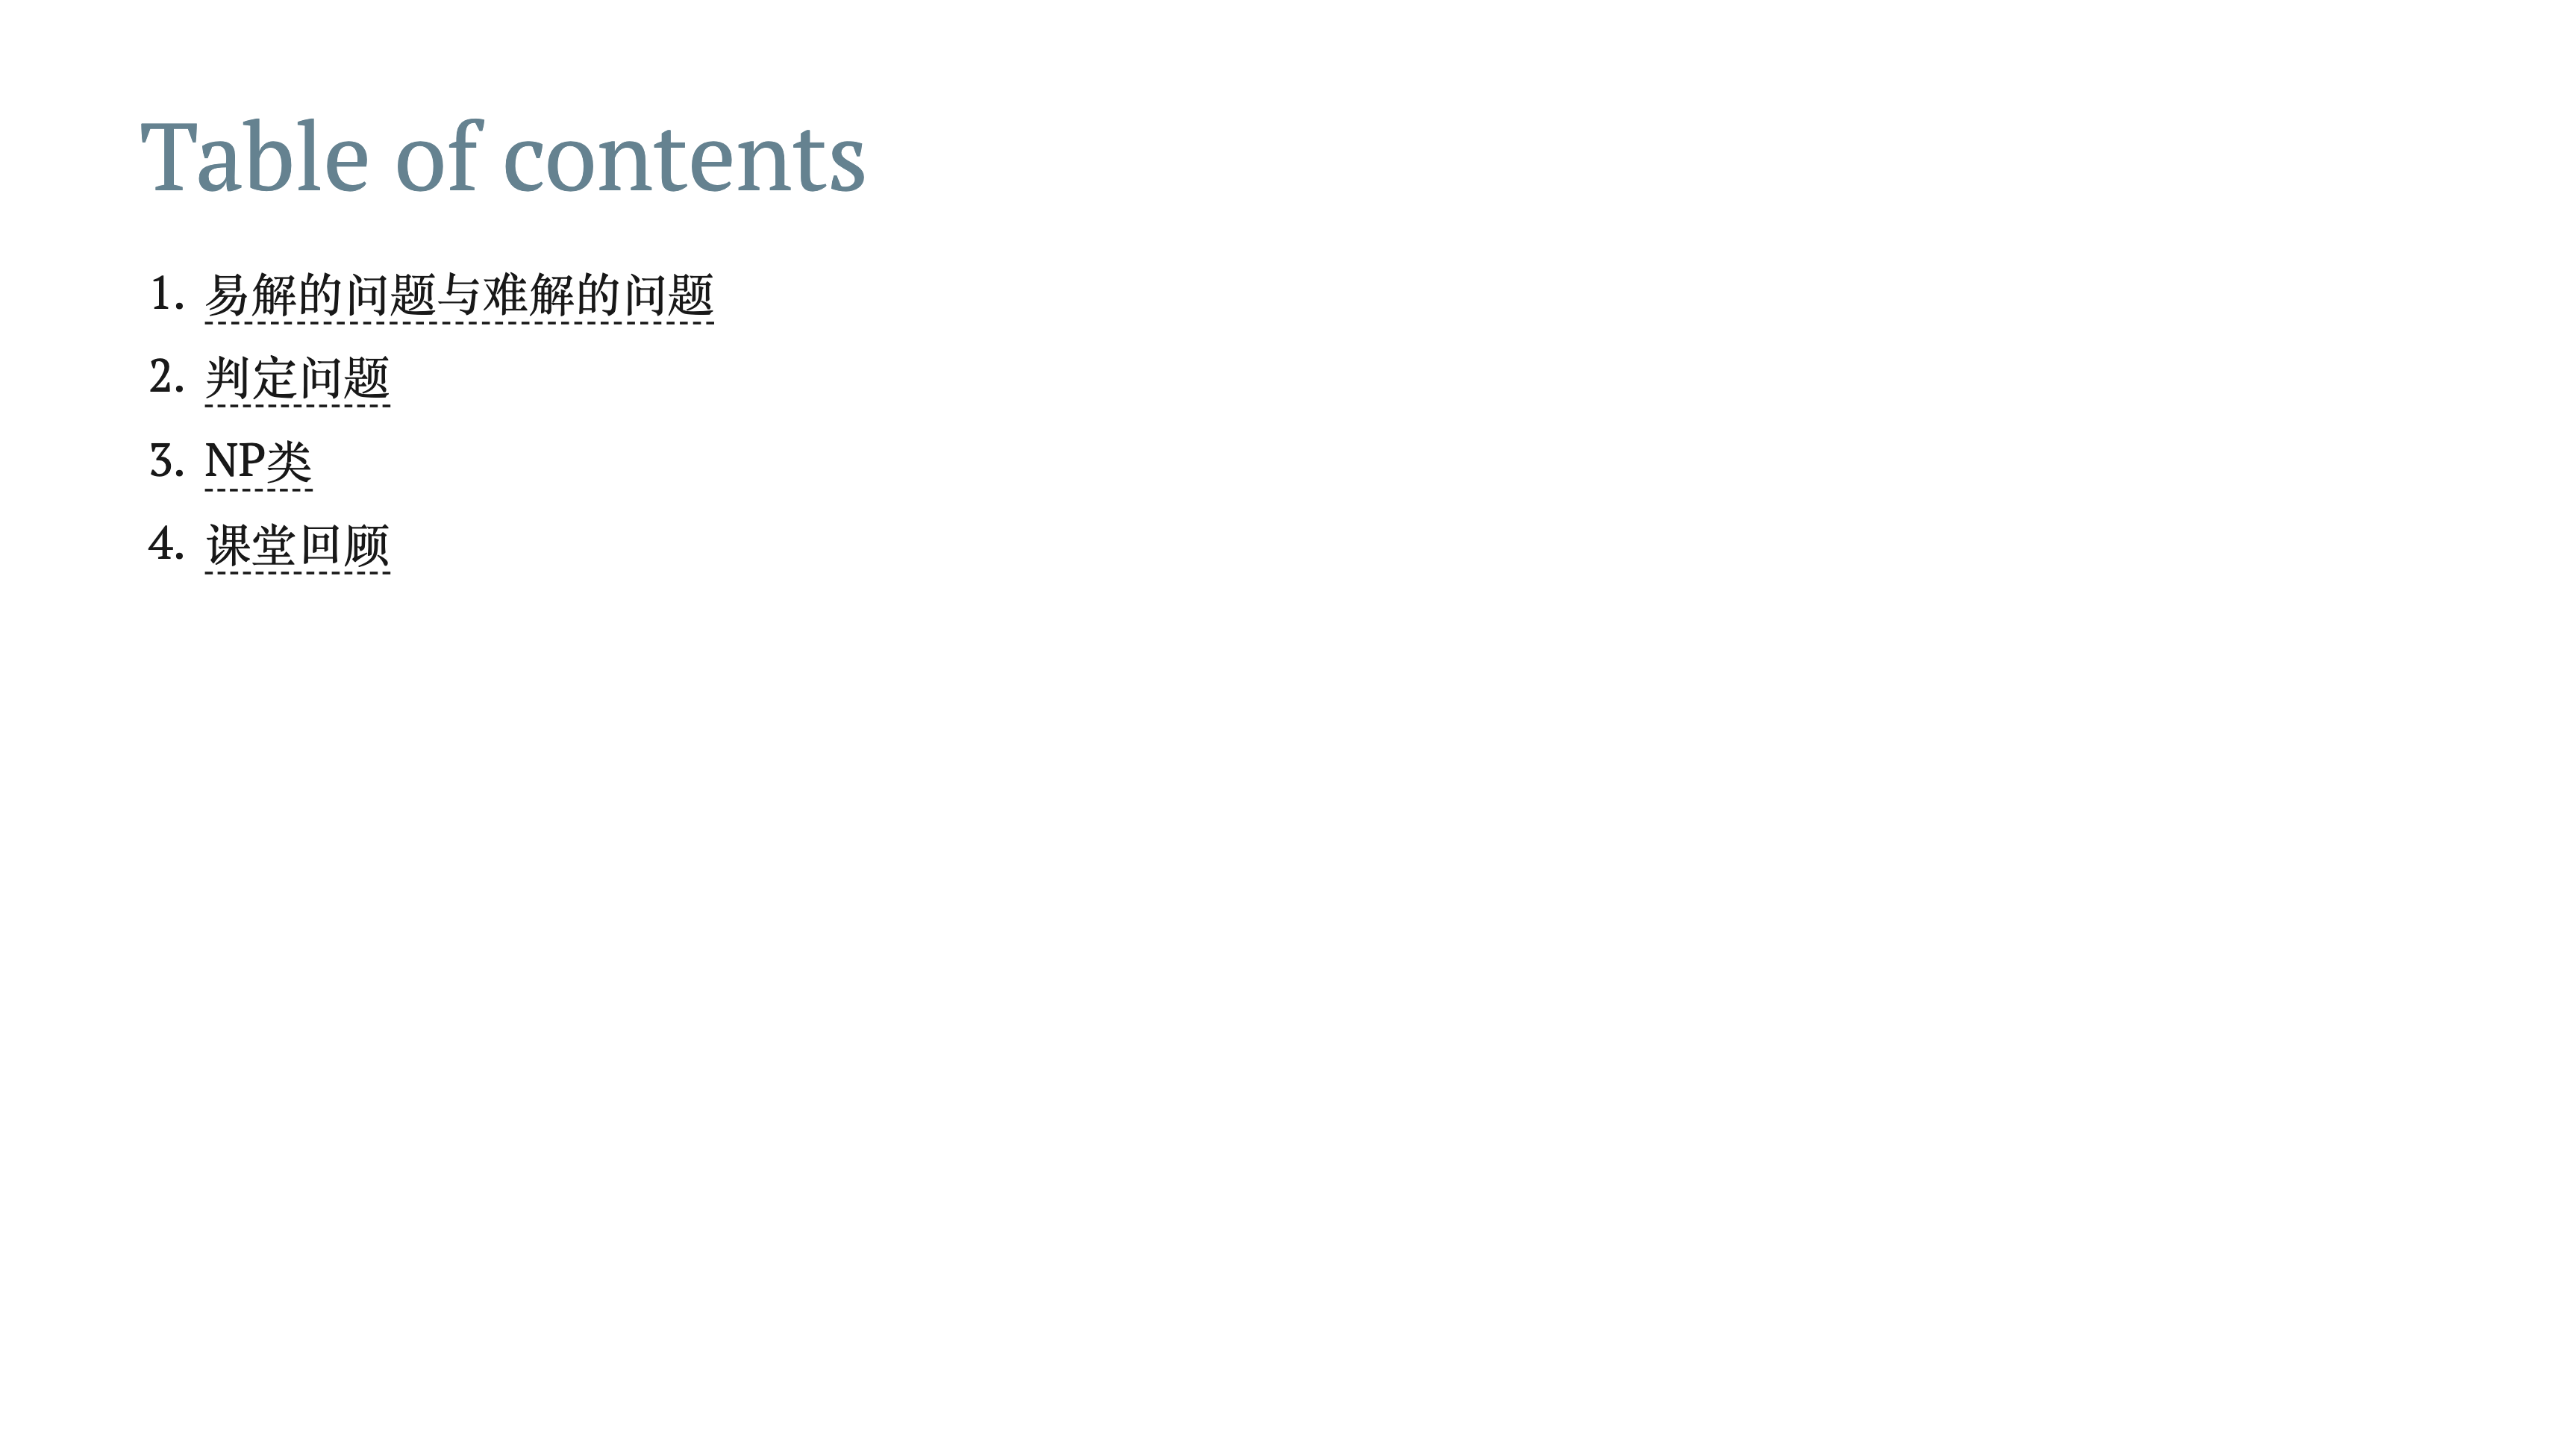 Table of contents
1. 易解的问题与难解的问题
2. 判定问题
3. NP类
4. 课堂回顾